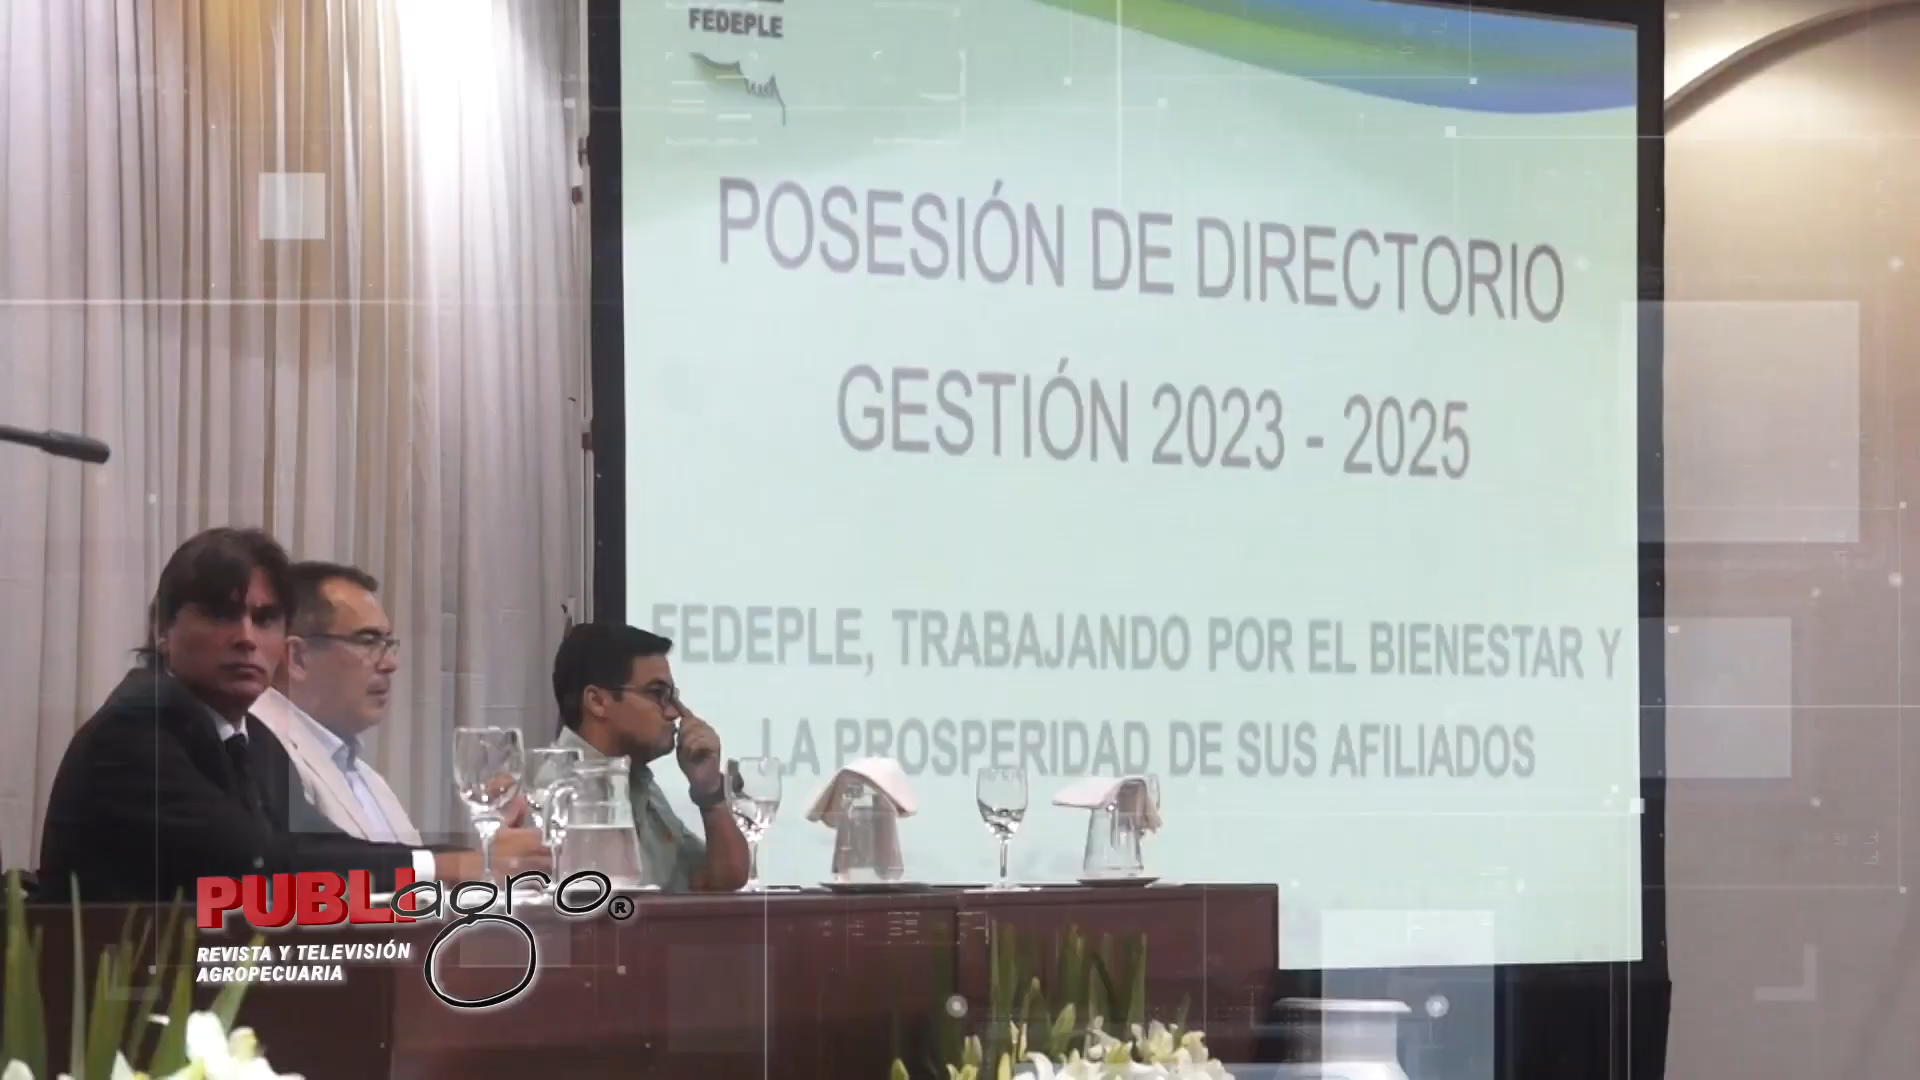 FEDEPLE
POSESIÓN DE DIRECTORIO
GESTIÓN 2023 - 2025
FEDEPLE, TRABAJANDO POR EL BIENESTAR Y
LA PROSPERIDAD DE SUS AFILIADOS
PUBLIagro®
REVISTA Y TELEVISIÓN
AGROPECUARIA